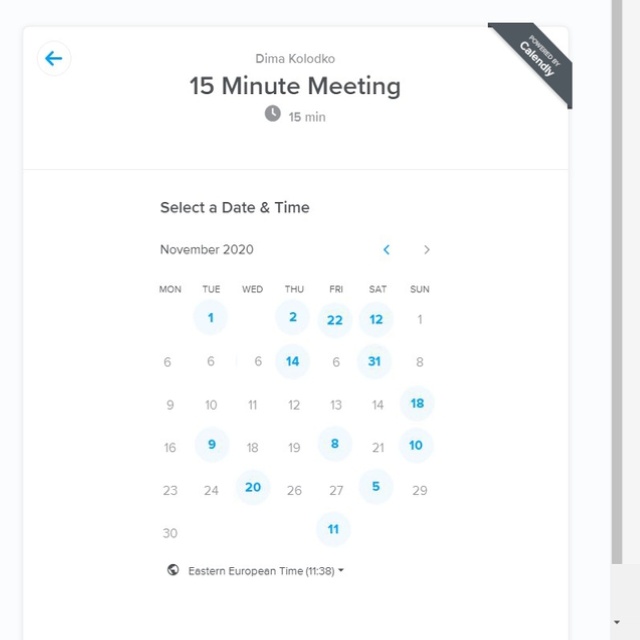 Dima Kolodko
POWERED BY
Calendly
15 Minute Meeting
15 min
Select a Date & Time
November 2020
MON TUE WED THU FRI SAT SUN
1 2 22 12 1
6 6 6 14 6 31 8
9 10 11 12 13 14 18
16 9 18 19 8 21 10
23 24 20 26 27 5 29
30 11
Eastern European Time (11:38)